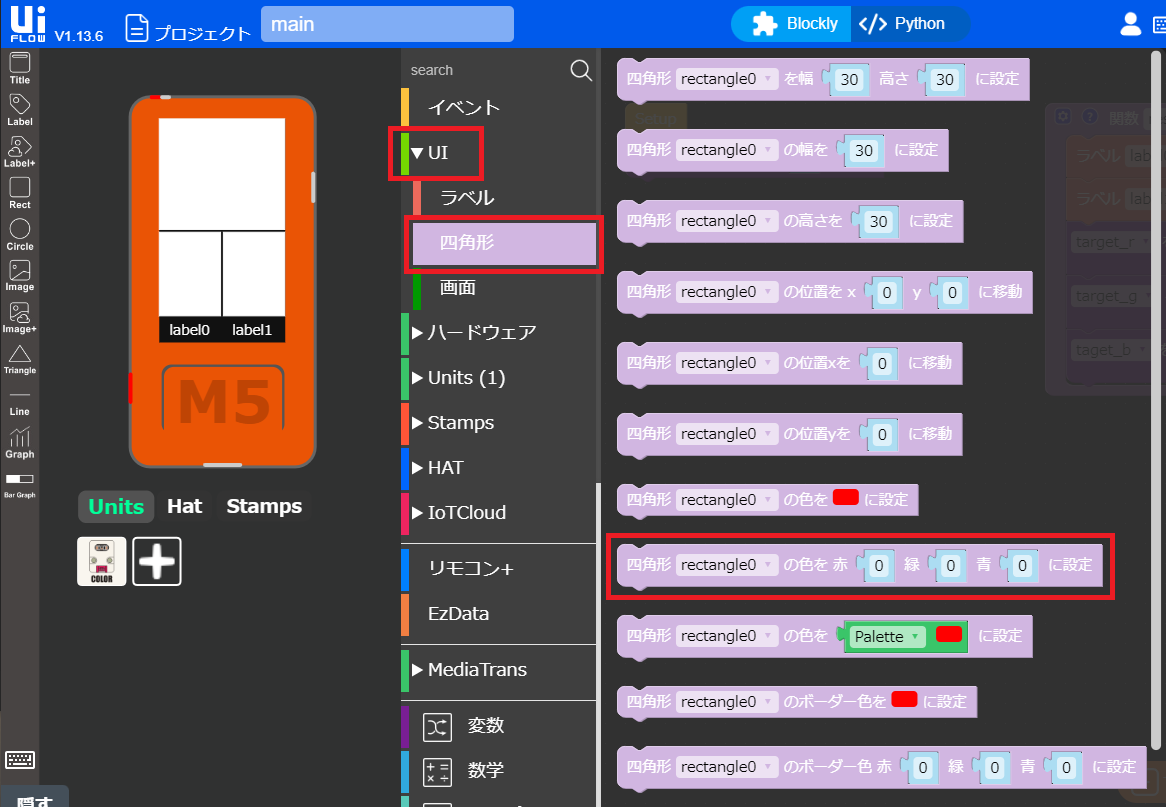 Ui
FLOW V1.13.6 プロジェクト main Blockly </> Python
Title
Label
Label+
Rect
Circle
Image
Image+
Triangle
Line
Graph
Bar Graph
隠す
label0 label1
M5
Units Hat Stamps
COLOR
search
イベント
▼UI
ラベル
四角形
画面
▶ハードウェア
▶Units (1)
▶Stamps
▶HAT
▶IoTCloud
リモコン+
EzData
▶MediaTrans
変数
数学
四角形 rectangle0 を幅 30 高さ 30 に設定
四角形 rectangle0 の幅を 30 に設定
四角形 rectangle0 の高さを 30 に設定
四角形 rectangle0 の位置を x 0 y 0 に移動
四角形 rectangle0 の位置xを 0 に移動
四角形 rectangle0 の位置yを 0 に移動
四角形 rectangle0 の色を に設定
四角形 rectangle0 の色を 赤 0 緑 0 青 0 に設定
四角形 rectangle0 の色を Palette に設定
四角形 rectangle0 のボーダー色を に設定
四角形 rectangle0 のボーダー色 赤 0 緑 0 青 0 に設定
Setup
関数
ラベル lab
ラベル lab
target_r
target_g
taget_b